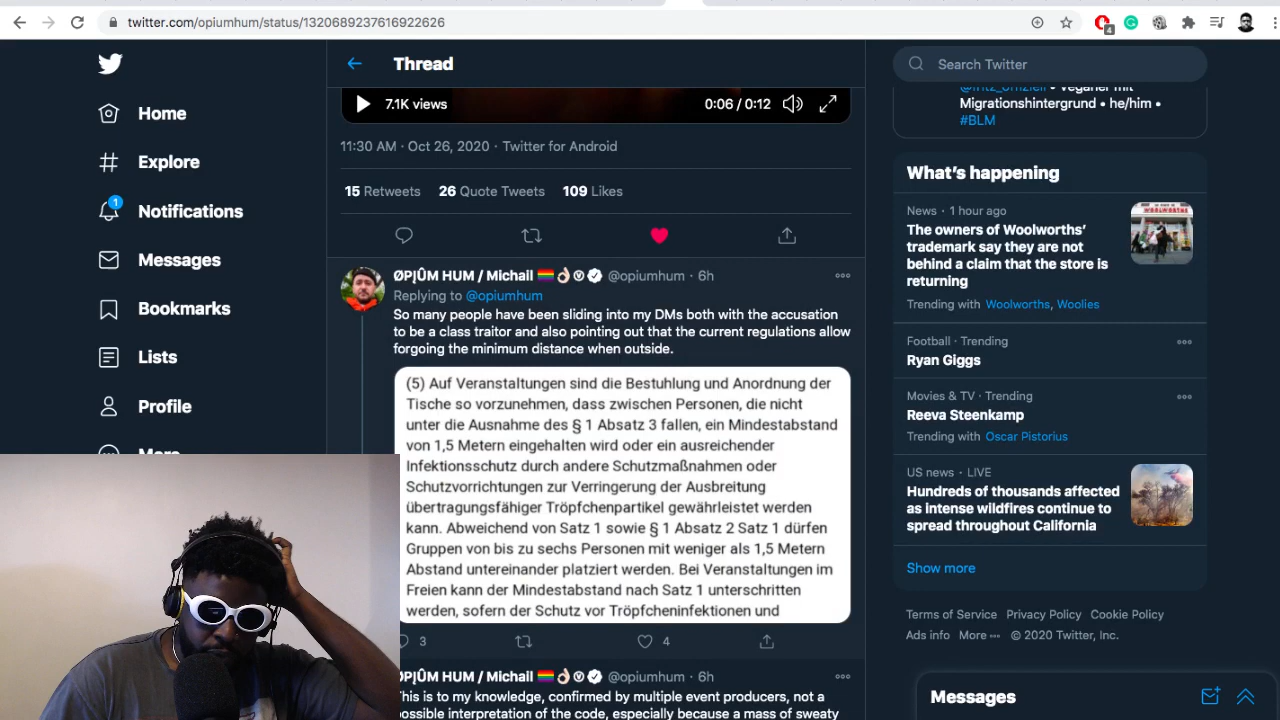 twitter.com/opiumhum/status/1320689237616922626
4
Home
Explore
1
Notifications
Messages
Bookmarks
Lists
Profile
Thread
7.1K views
0:06 / 0:12
11:30 AM · Oct 26, 2020 · Twitter for Android
15 Retweets 26 Quote Tweets 109 Likes
ØP|ÛM HUM / Michail 🏳️‍🌈👌🏻 @opiumhum · 6h
Replying to @opiumhum
So many people have been sliding into my DMs both with the accusation
to be a class traitor and also pointing out that the current regulations allow
forgoing the minimum distance when outside.
(5) Auf Veranstaltungen sind die Bestuhlung und Anordnung der
Tische so vorzunehmen, dass zwischen Personen, die nicht
unter die Ausnahme des § 1 Absatz 3 fallen, ein Mindestabstand
von 1,5 Metern eingehalten wird oder ein ausreichender
Infektionsschutz durch andere Schutzmaßnahmen oder
Schutzvorrichtungen zur Verringerung der Ausbreitung
übertragungsfähiger Tröpfchenpartikel gewährleistet werden
kann. Abweichend von Satz 1 sowie § 1 Absatz 2 Satz 1 dürfen
Gruppen von bis zu sechs Personen mit weniger als 1,5 Metern
Abstand untereinander platziert werden. Bei Veranstaltungen im
Freien kann der Mindestabstand nach Satz 1 unterschritten
werden, sofern der Schutz vor Tröpfcheninfektionen und
3 4
ØP|ÛM HUM / Michail 🏳️‍🌈👌🏻 @opiumhum · 6h
This is to my knowledge, confirmed by multiple event producers, not a
possible interpretation of the code, especially because a mass of sweaty
Search Twitter
@fritz_offiziell • Veganer mit
Migrationshintergrund • he/him •
#BLM
What's happening
News · 1 hour ago
The owners of Woolworths'
trademark say they are not
behind a claim that the store is
returning
Trending with Woolworths, Woolies
Football · Trending
Ryan Giggs
Movies & TV · Trending
Reeva Steenkamp
Trending with Oscar Pistorius
US news · LIVE
Hundreds of thousands affected
as intense wildfires continue to
spread throughout California
Show more
Terms of Service Privacy Policy Cookie Policy
Ads info More © 2020 Twitter, Inc.
Messages